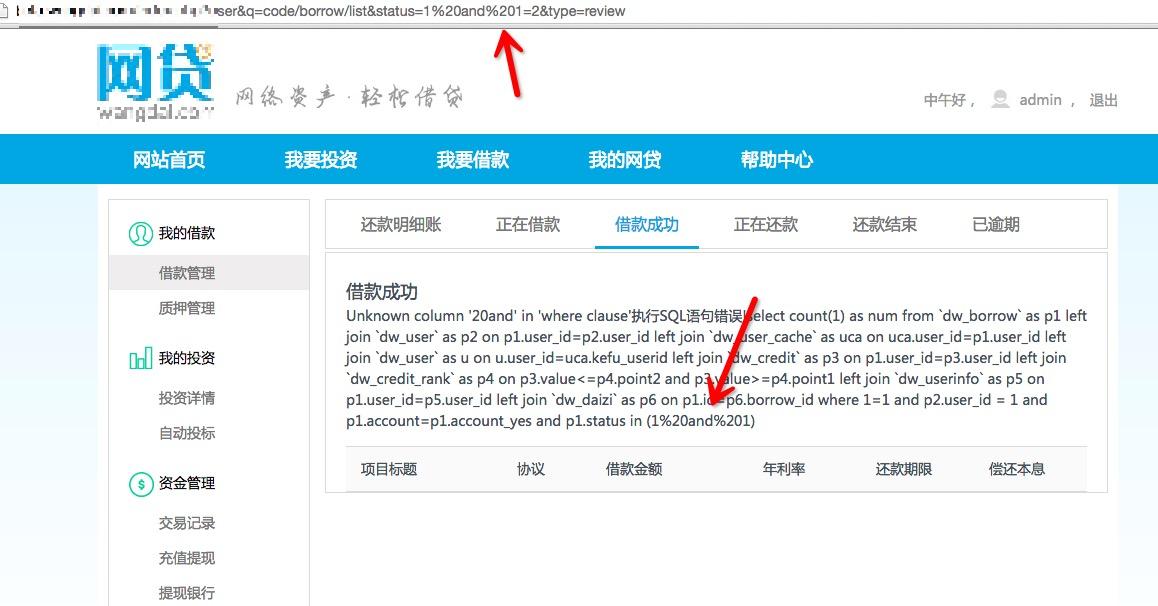 ser&q=code/borrow/list&status=1%20and%201=2&type=review
网贷
wangdai.com
网络资产·轻松借贷
中午好， admin ， 退出
网站首页 我要投资 我要借款 我的网贷 帮助中心
我的借款
借款管理
质押管理
我的投资
投资详情
自动投标
资金管理
交易记录
充值提现
提现银行
还款明细账 正在借款 借款成功 正在还款 还款结束 已逾期
借款成功
Unknown column '20and' in 'where clause'执行SQL语句错误!select count(1) as num from `dw_borrow` as p1 left
join `dw_user` as p2 on p1.user_id=p2.user_id left join `dw_user_cache` as uca on uca.user_id=p1.user_id left
join `dw_user` as u on u.user_id=uca.kefu_userid left join `dw_credit` as p3 on p1.user_id=p3.user_id left join
`dw_credit_rank` as p4 on p3.value<=p4.point2 and p3.value>=p4.point1 left join `dw_userinfo` as p5 on
p1.user_id=p5.user_id left join `dw_daizi` as p6 on p1.id=p6.borrow_id where 1=1 and p2.user_id = 1 and
p1.account=p1.account_yes and p1.status in (1%20and%201)
项目标题 协议 借款金额 年利率 还款期限 偿还本息